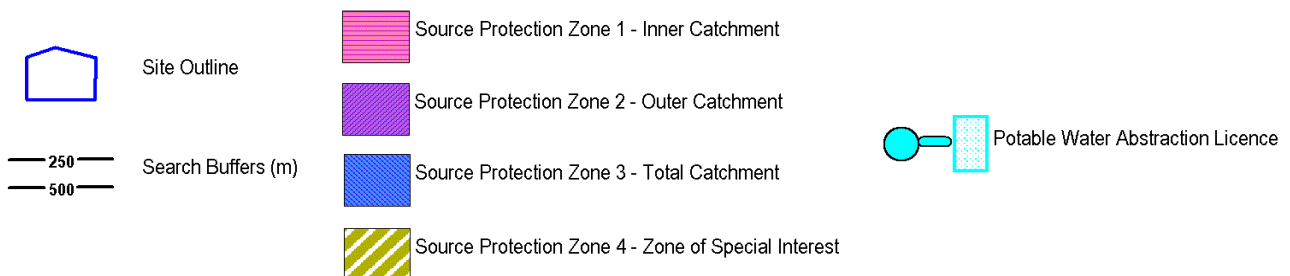 Site Outline
250
500
Search Buffers (m)
Source Protection Zone 1 - Inner Catchment
Source Protection Zone 2 - Outer Catchment
Source Protection Zone 3 - Total Catchment
Source Protection Zone 4 - Zone of Special Interest
Potable Water Abstraction Licence